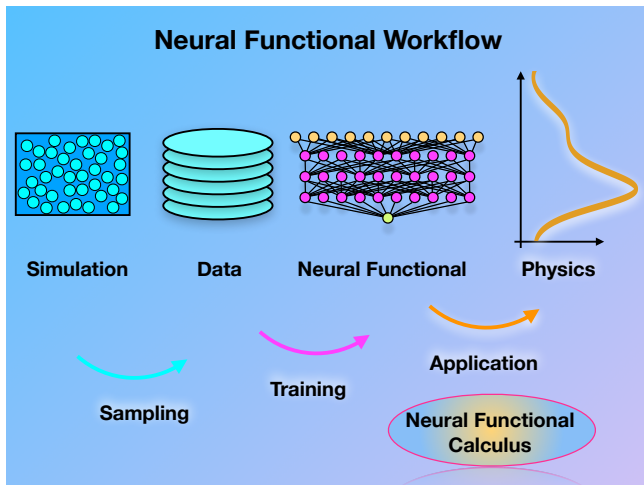 Neural Functional Workflow
Simulation
Data
Neural Functional
Physics
Sampling
Training
Application
Neural Functional
Calculus